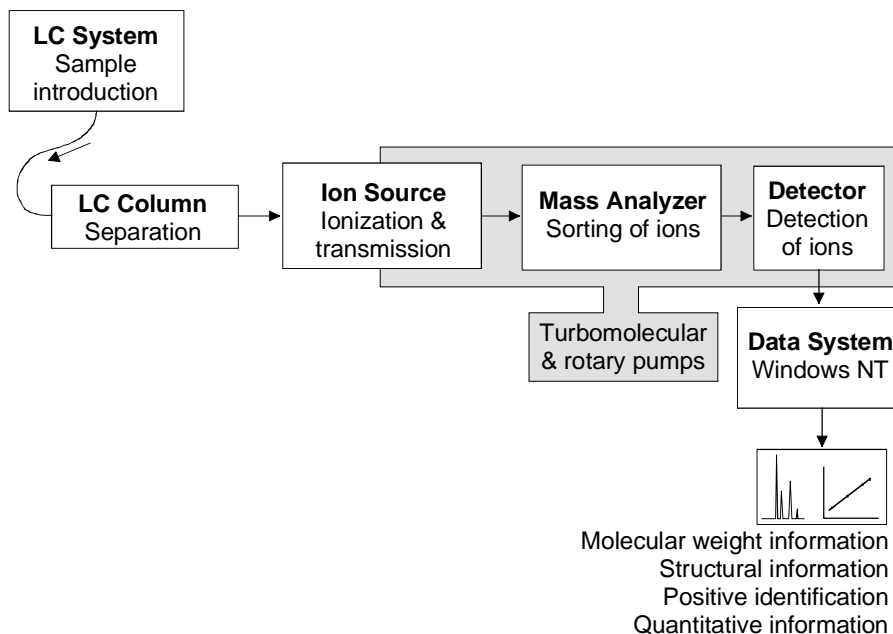 LC System
Sample
introduction
LC Column
Separation
Ion Source
Ionization &
transmission
Mass Analyzer
Sorting of ions
Detector
Detection
of ions
Turbomolecular
& rotary pumps
Data System
Windows NT
Molecular weight information
Structural information
Positive identification
Quantitative information